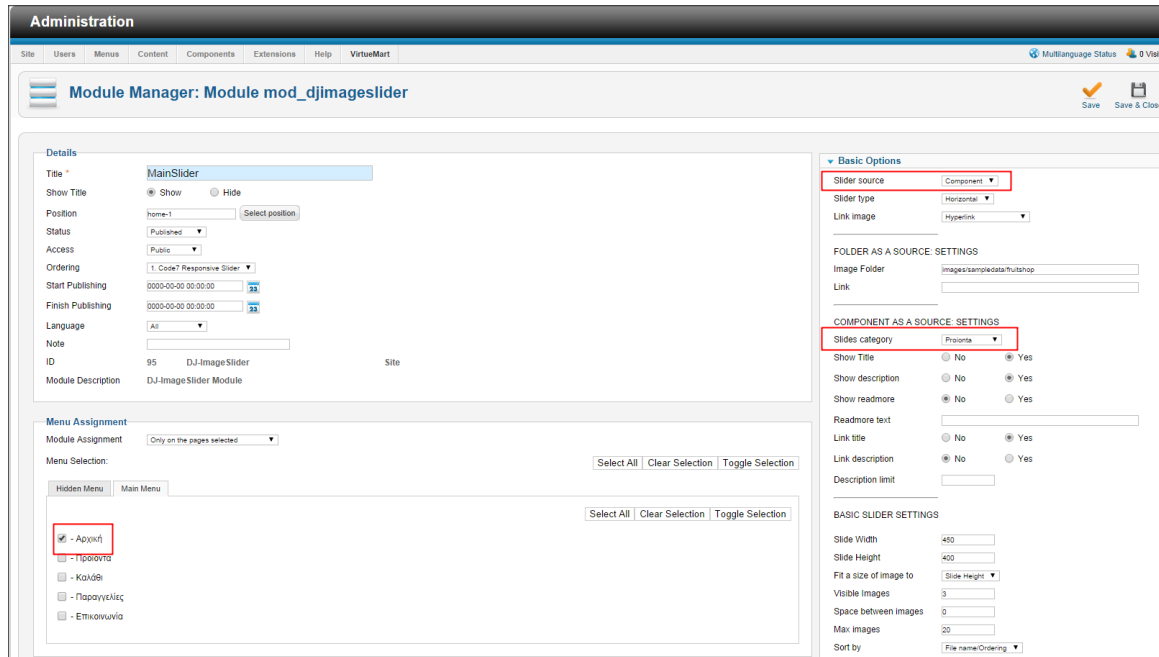 Administration
Site Users Menus Content Components Extensions Help VirtueMart Multilanguage Status 0 Visi
Module Manager: Module mod_djimageslider
Save Save & Clos
Details
Title * MainSlider
Show Title Show Hide
Position home-1 Select position
Status Published
Access Public
Ordering 1. Code7 Responsive Slider
Start Publishing 0000-00-00 00:00:00 23
Finish Publishing 0000-00-00 00:00:00 23
Language All
Note
ID 95 DJ-ImageSlider Site
Module Description DJ-ImageSlider Module
Menu Assignment
Module Assignment Only on the pages selected
Menu Selection:
Select All Clear Selection Toggle Selection
Hidden Menu Main Menu
Select All Clear Selection Toggle Selection
- Αρχική
- Προϊόντα
- Καλάθι
- Παραγγελίες
- Επικοινωνία
Basic Options
Slider source Component
Slider type Horizontal
Link image Hyperlink
FOLDER AS A SOURCE: SETTINGS
Image Folder images/sampledata/fruitshop
Link
COMPONENT AS A SOURCE: SETTINGS
Slides category Proionta
Show Title No Yes
Show description No Yes
Show readmore No Yes
Readmore text
Link title No Yes
Link description No Yes
Description limit
BASIC SLIDER SETTINGS
Slide Width 450
Slide Height 400
Fit a size of image to Slide Height
Visible Images 3
Space between images 0
Max images 20
Sort by File name/Ordering